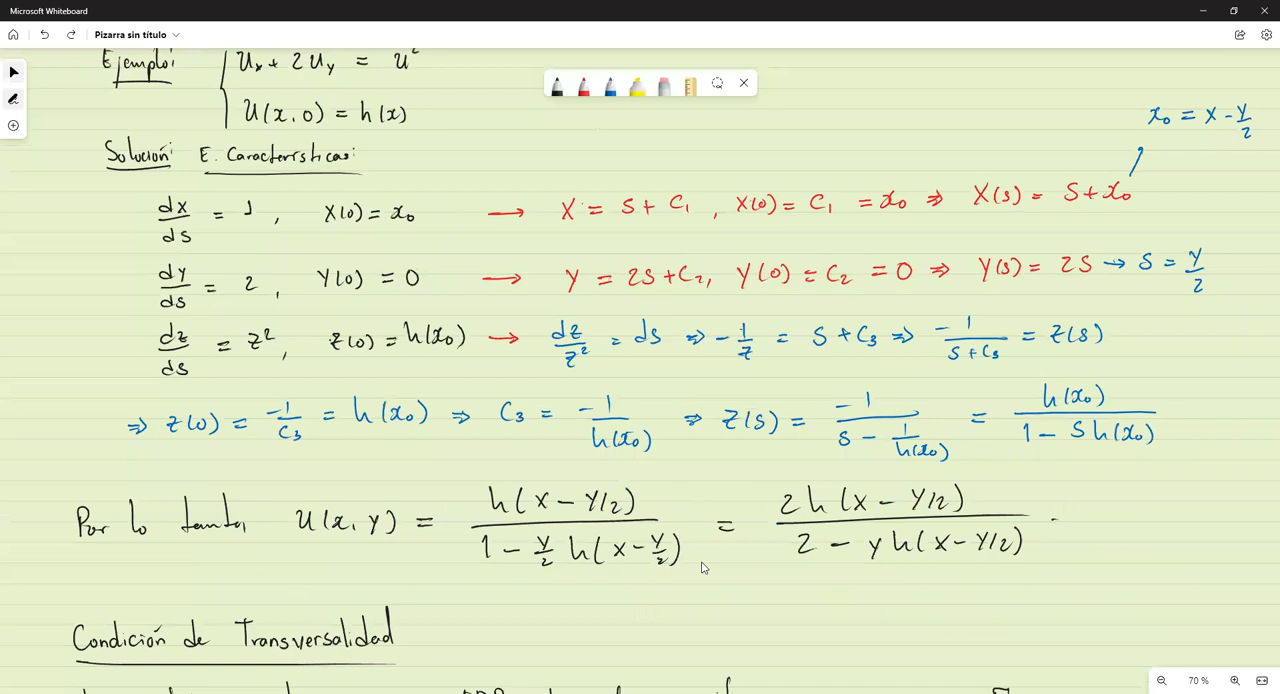 Microsoft Whiteboard
Pizarra sin título
Ejemplo: { Ux + 2Uy = u²
U(x,0) = h(x)
x₀ = x - y/2
Solución: E. Características:
dx/ds = 1, X(0) = x₀ → X = s + C₁, X(0) = C₁ = x₀ ⇒ X(s) = s + x₀
dy/ds = 2, Y(0) = 0 → Y = 2s + C₂, Y(0) = C₂ = 0 ⇒ Y(s) = 2s → s = y/2
dz/ds = z², z(0) = h(x₀) → dz/z² = ds ⇒ -1/z = s + C₃ ⇒ -1/(s + C₃) = z(s)
⇒ z(0) = -1/C₃ = h(x₀) ⇒ C₃ = -1/h(x₀) ⇒ z(s) = -1/(s - 1/h(x₀)) = h(x₀)/(1 - s h(x₀))
Por lo tanto, u(x,y) = h(x - y/2)/(1 - y/2 h(x - y/2)) = 2h(x - y/2)/(2 - y h(x - y/2)).
Condición de Transversalidad
70 %